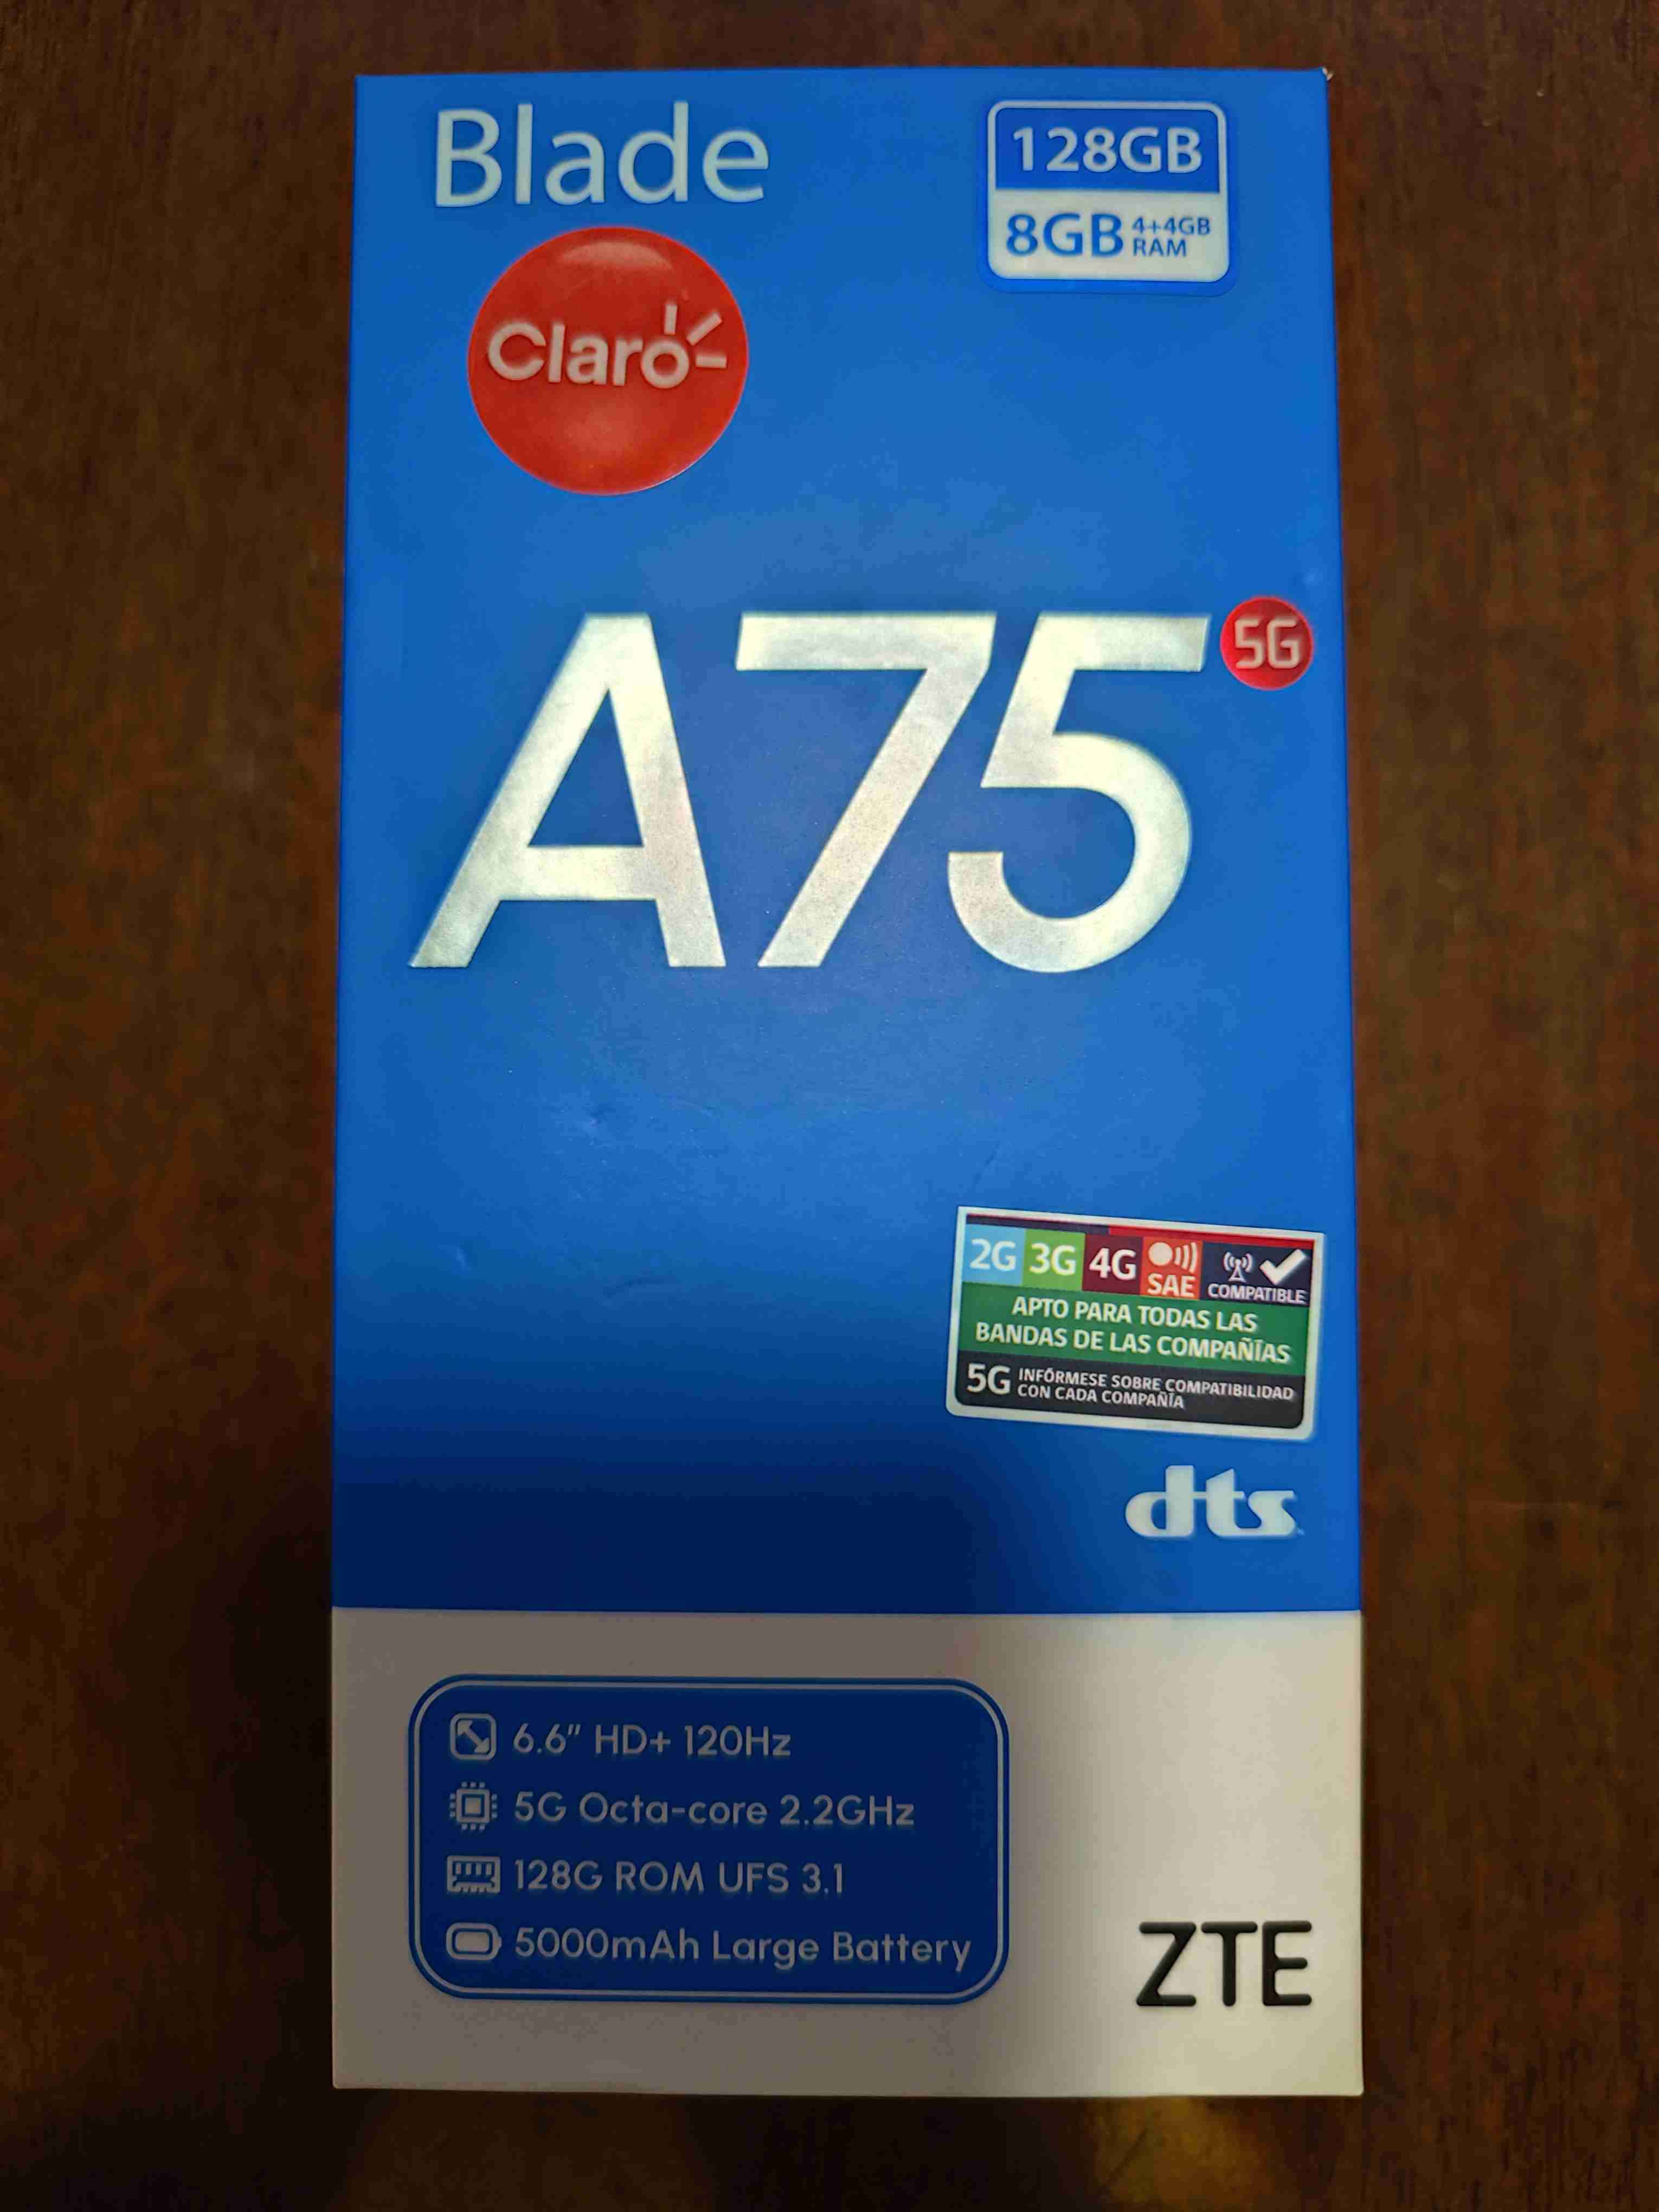 Blade
128GB
8GB 4+4GB RAM
Claro
A75 5G
2G 3G 4G SAE COMPATIBLE
APTO PARA TODAS LAS
BANDAS DE LAS COMPAÑÍAS
5G INFÓRMESE SOBRE COMPATIBILIDAD
CON CADA COMPAÑÍA
dts
6.6" HD+ 120Hz
5G Octa-core 2.2GHz
128G ROM UFS 3.1
5000mAh Large Battery
ZTE